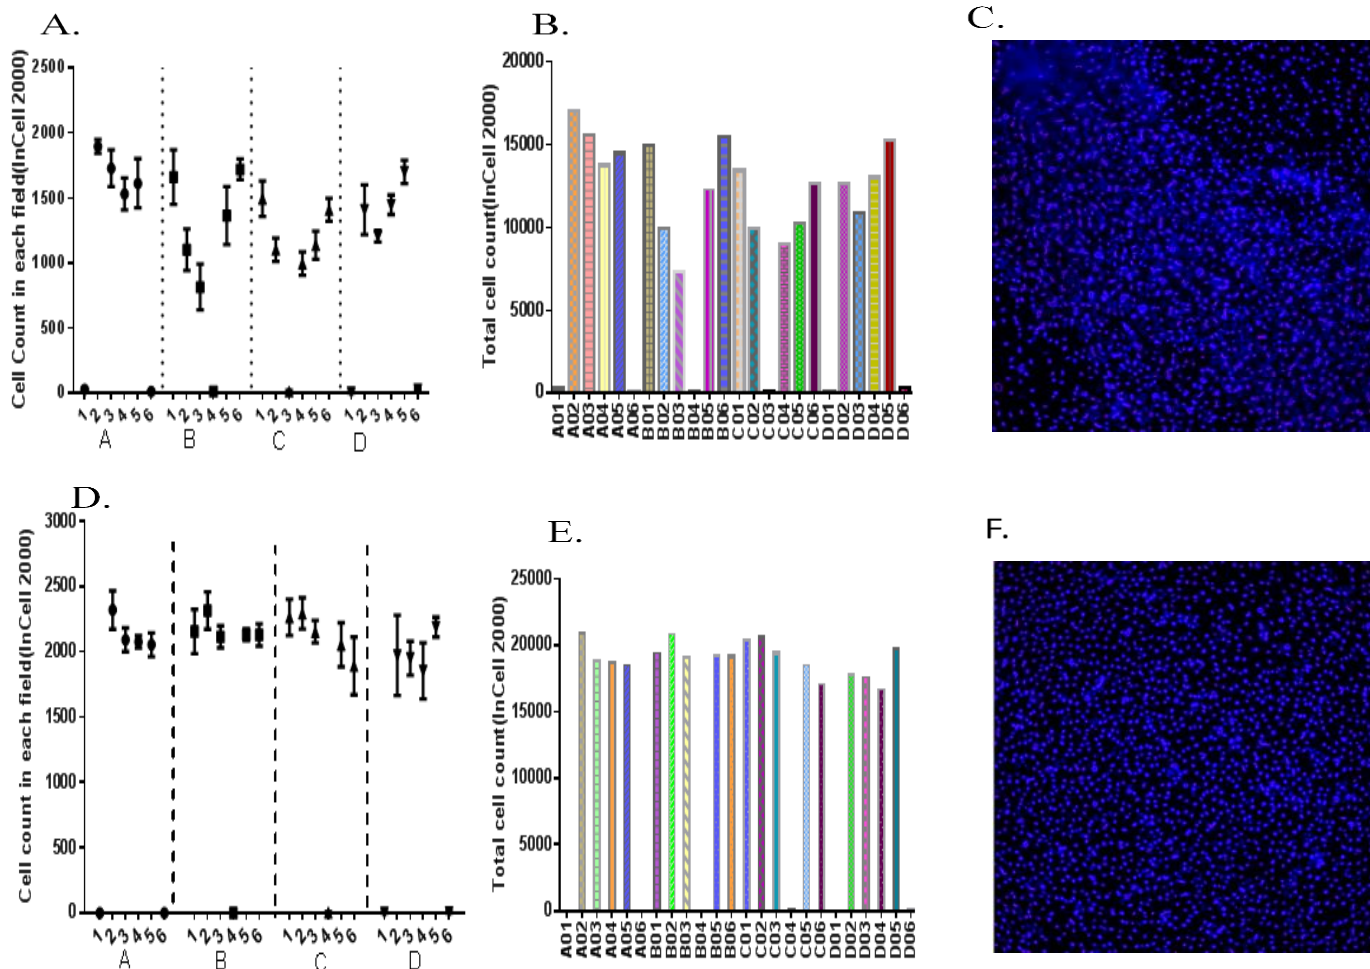 A.
Cell Count in each field(InCell 2000)
2500
2000
1500
1000
500
0
1 2 3 4 5 6 1 2 3 4 5 6 1 2 3 4 5 6 1 2 3 4 5 6
A B C D
B.
Total cell count(InCell 2000)
20000
15000
10000
5000
0
A01 A02 A03 A04 A05 A06 B01 B02 B03 B04 B05 B06 C01 C02 C03 C04 C05 C06 D01 D02 D03 D04 D05 D06
C.
D.
Cell count in each field(InCell 2000)
3000
2500
2000
1500
1000
500
0
1 2 3 4 5 6 1 2 3 4 5 6 1 2 3 4 5 6 1 2 3 4 5 6
A B C D
E.
Total cell count(InCell 2000)
25000
20000
15000
10000
5000
0
A01 A02 A03 A04 A05 A06 B01 B02 B03 B04 B05 B06 C01 C02 C03 C04 C05 C06 D01 D02 D03 D04 D05 D06
F.